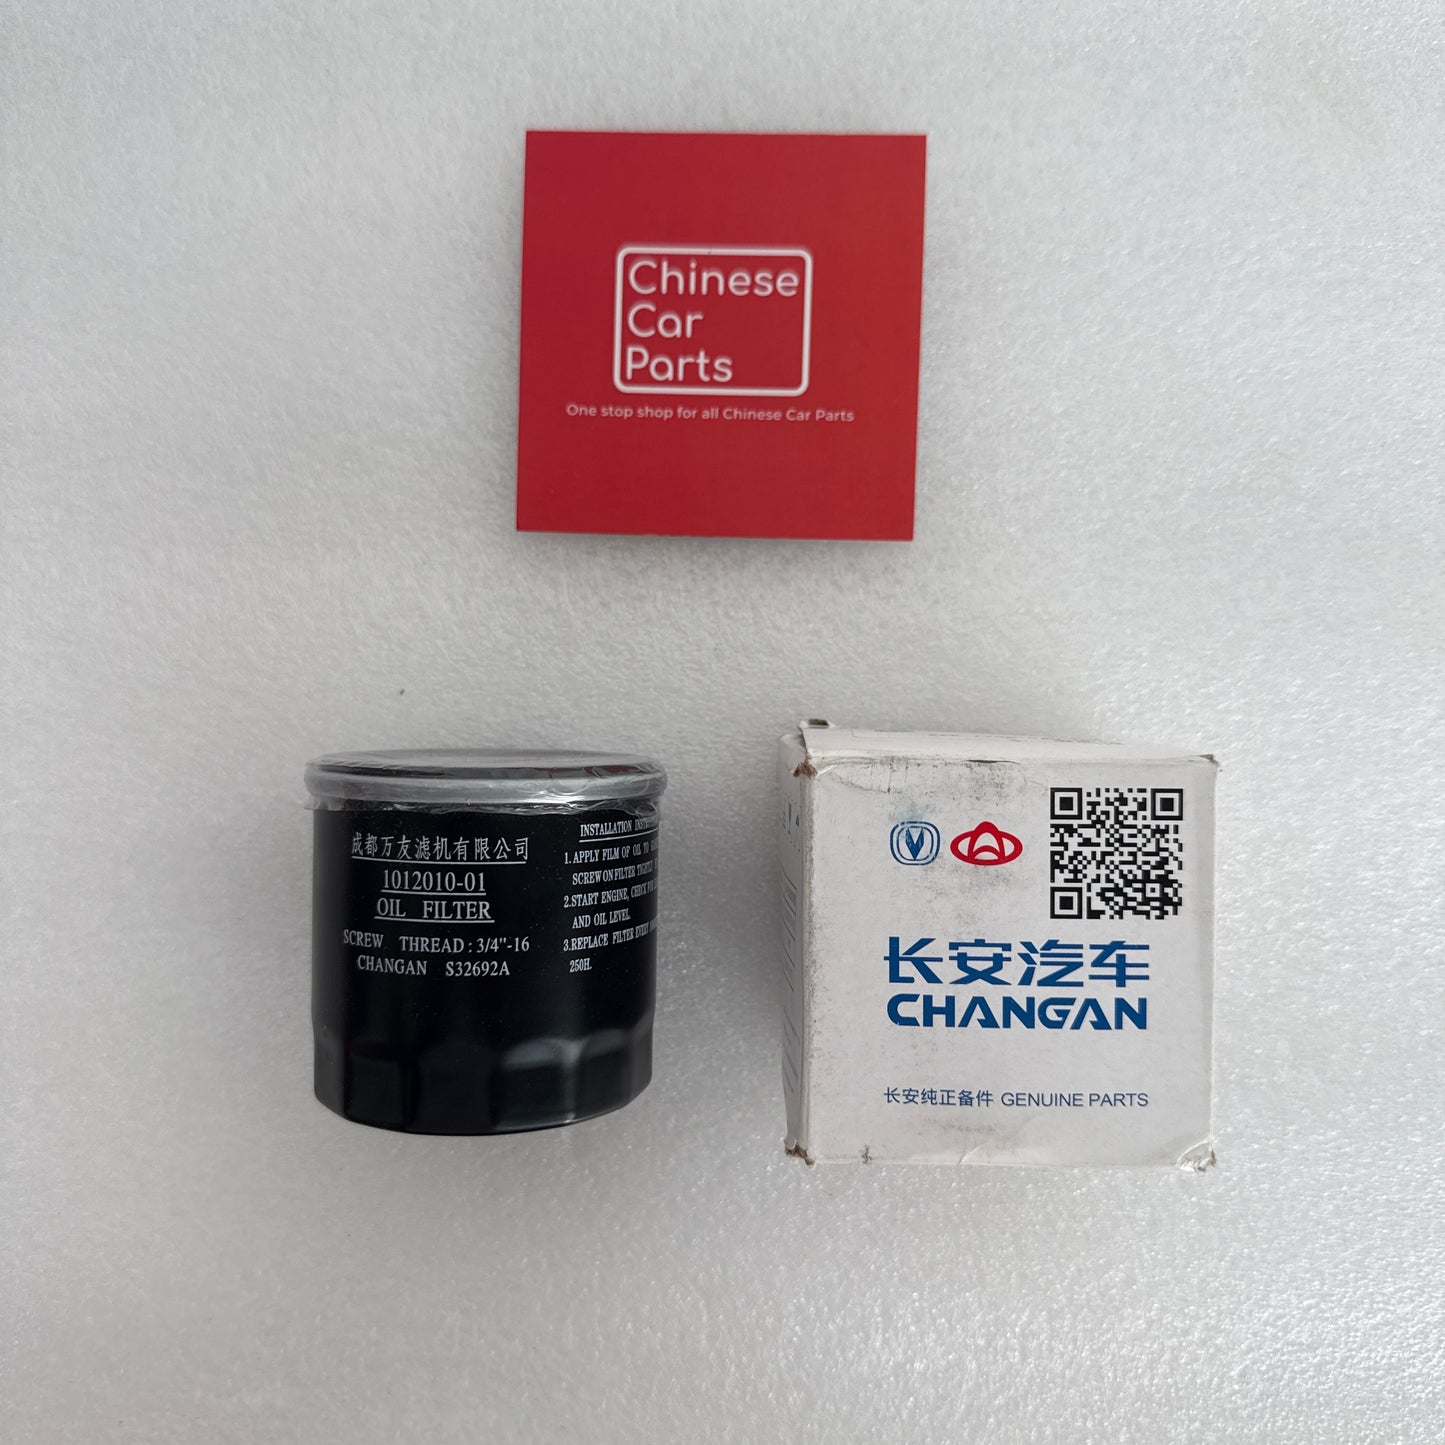 Chinese
Car
Parts
One stop shop for all Chinese Car Parts
成都万友滤机有限公司
1012010-01
OIL FILTER
SCREW THREAD: 3/4"-16
CHANGAN S32692A
INSTALLATION
1. APPLY FILM OF OIL TO
SCREW ON FILTER
2.START ENGINE,
AND OIL LEVEL.
3.REPLACE FILTER EVERY
250H.
长安汽车
CHANGAN
长安纯正备件 GENUINE PARTS